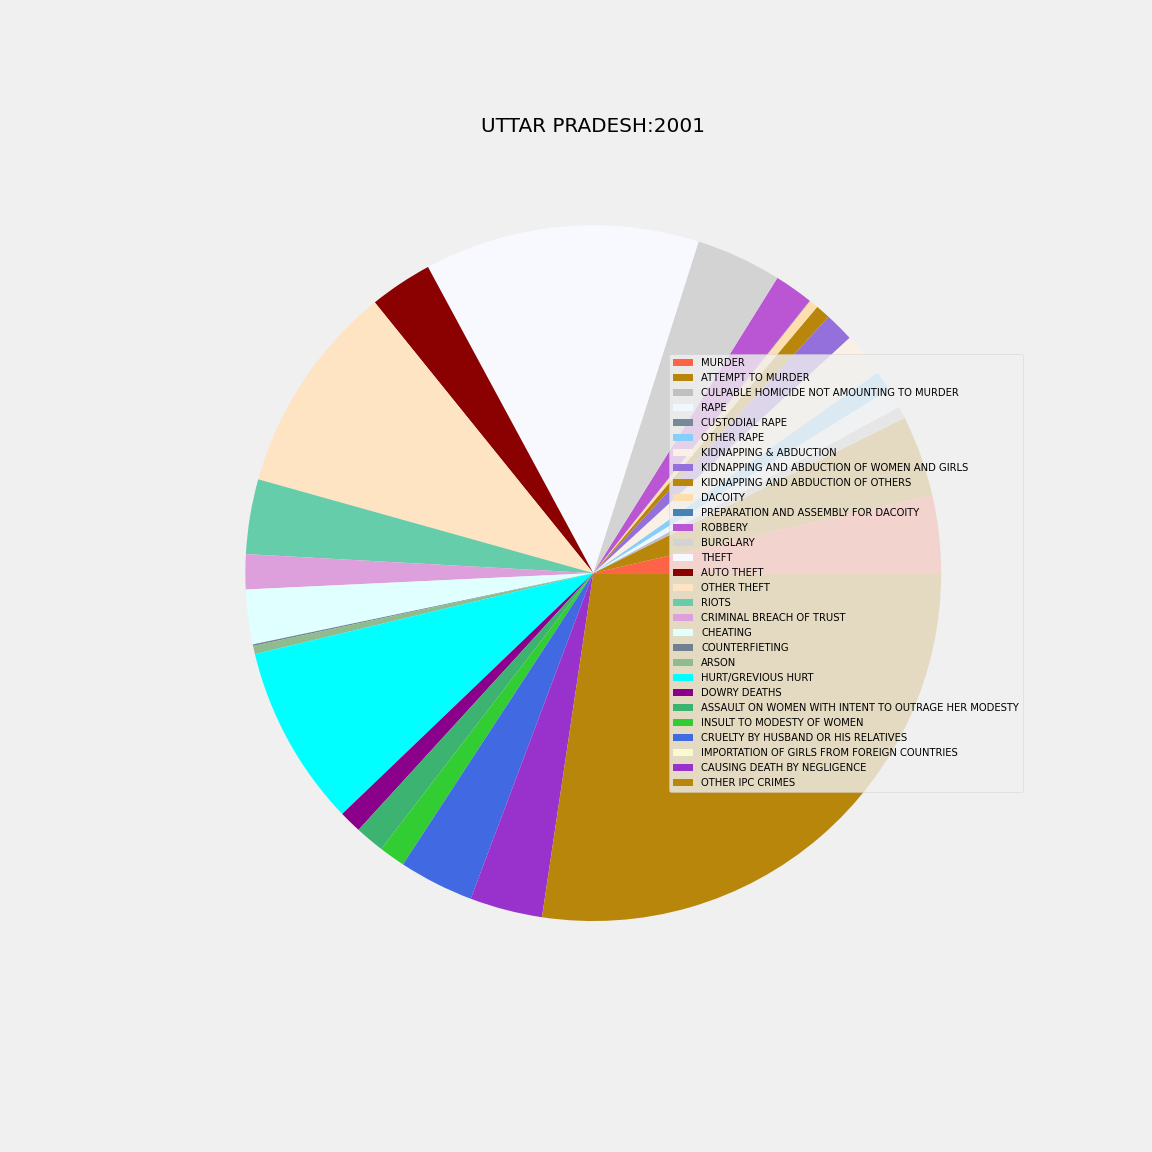 UTTAR PRADESH:2001
MURDER
ATTEMPT TO MURDER
CULPABLE HOMICIDE NOT AMOUNTING TO MURDER
RAPE
CUSTODIAL RAPE
OTHER RAPE
KIDNAPPING & ABDUCTION
KIDNAPPING AND ABDUCTION OF WOMEN AND GIRLS
KIDNAPPING AND ABDUCTION OF OTHERS
DACOITY
PREPARATION AND ASSEMBLY FOR DACOITY
ROBBERY
BURGLARY
THEFT
AUTO THEFT
OTHER THEFT
RIOTS
CRIMINAL BREACH OF TRUST
CHEATING
COUNTERFIETING
ARSON
HURT/GREVIOUS HURT
DOWRY DEATHS
ASSAULT ON WOMEN WITH INTENT TO OUTRAGE HER MODESTY
INSULT TO MODESTY OF WOMEN
CRUELTY BY HUSBAND OR HIS RELATIVES
IMPORTATION OF GIRLS FROM FOREIGN COUNTRIES
CAUSING DEATH BY NEGLIGENCE
OTHER IPC CRIMES